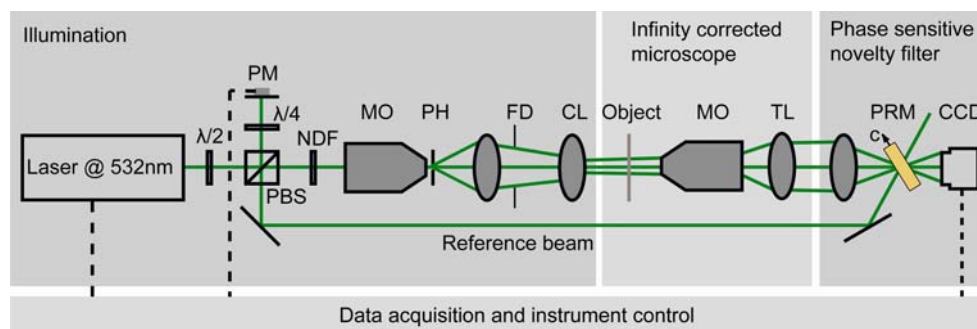 Illumination
Infinity corrected
microscope
Phase sensitive
novelty filter
PM
λ/4
λ/2
NDF
MO
PH
FD
CL
Object
MO
TL
PRM
CCD
c
Laser @ 532nm
PBS
Reference beam
Data acquisition and instrument control